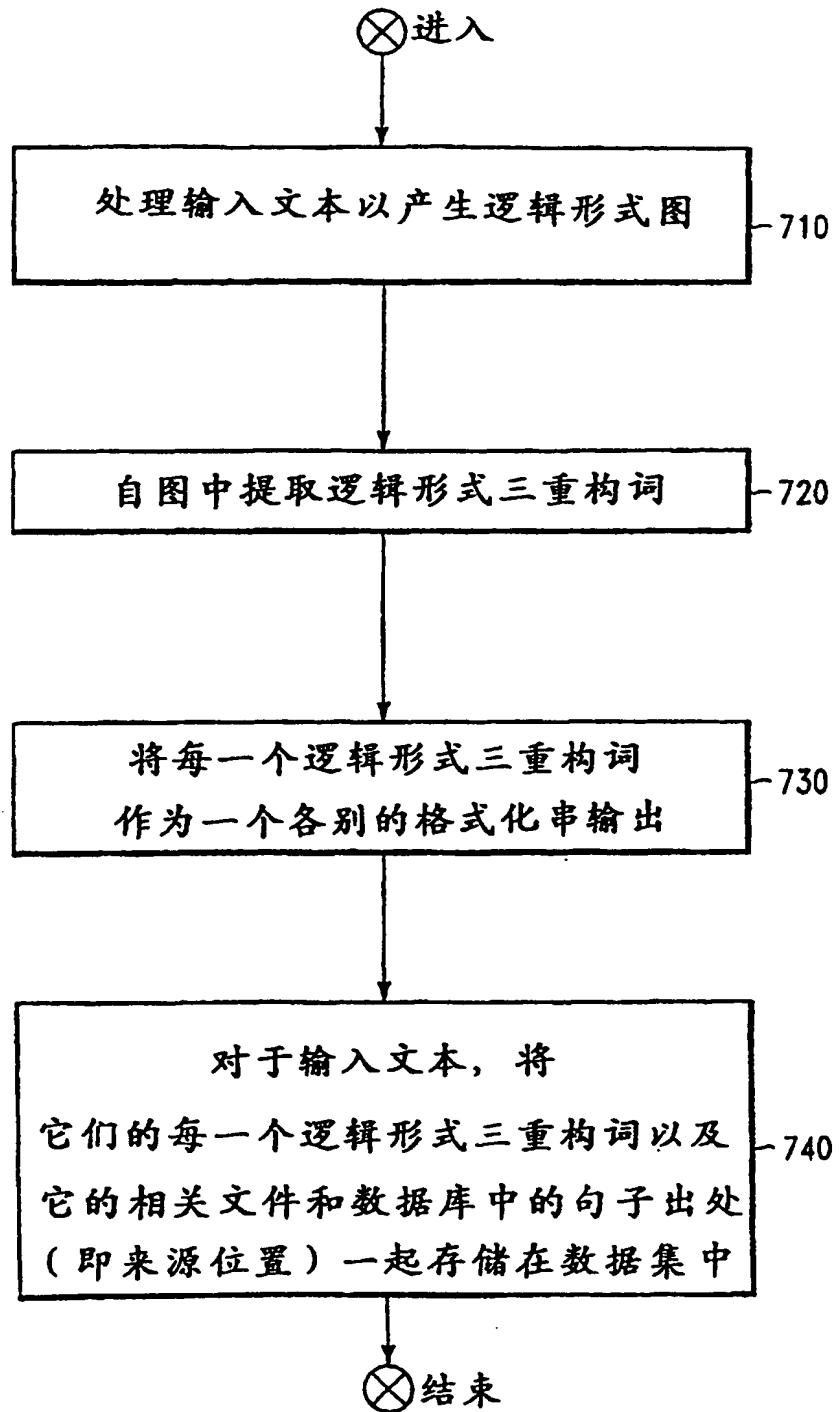 进入
处理输入文本以产生逻辑形式图
710
自图中提取逻辑形式三重构词
720
将每一个逻辑形式三重构词
作为一个各别的格式化串输出
730
对于输入文本, 将
它们的每一个逻辑形式三重构词以及
它的相关文件和数据库中的句子出处
(即来源位置)一起存储在数据集中
740
结束